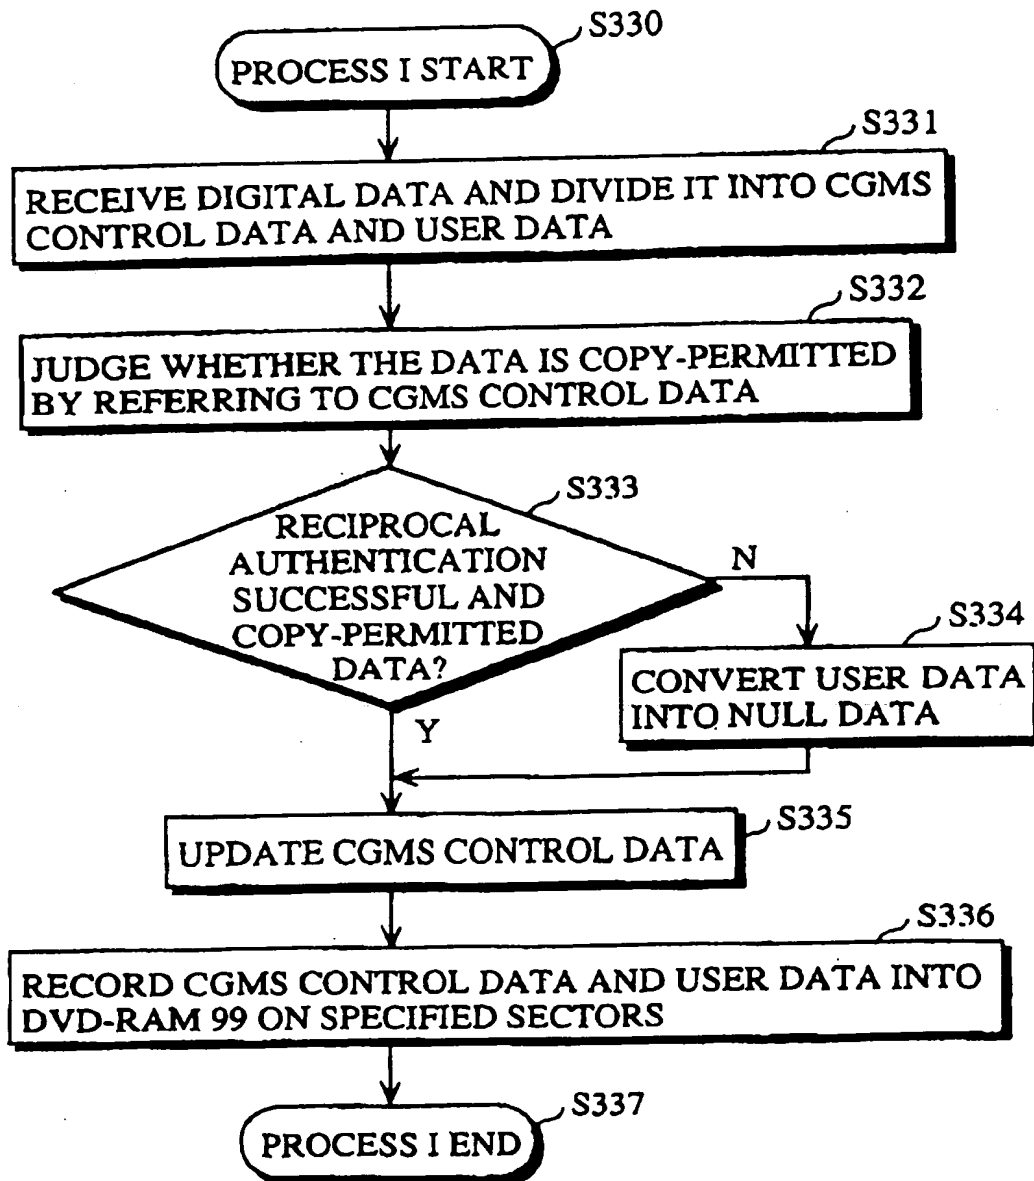 S330
PROCESS I START
S331
RECEIVE DIGITAL DATA AND DIVIDE IT INTO CGMS
CONTROL DATA AND USER DATA
S332
JUDGE WHETHER THE DATA IS COPY-PERMITTED
BY REFERRING TO CGMS CONTROL DATA
S333
RECIPROCAL
AUTHENTICATION
SUCCESSFUL AND
COPY-PERMITTED
DATA?
N
S334
CONVERT USER DATA
INTO NULL DATA
Y
S335
UPDATE CGMS CONTROL DATA
S336
RECORD CGMS CONTROL DATA AND USER DATA INTO
DVD-RAM 99 ON SPECIFIED SECTORS
S337
PROCESS I END